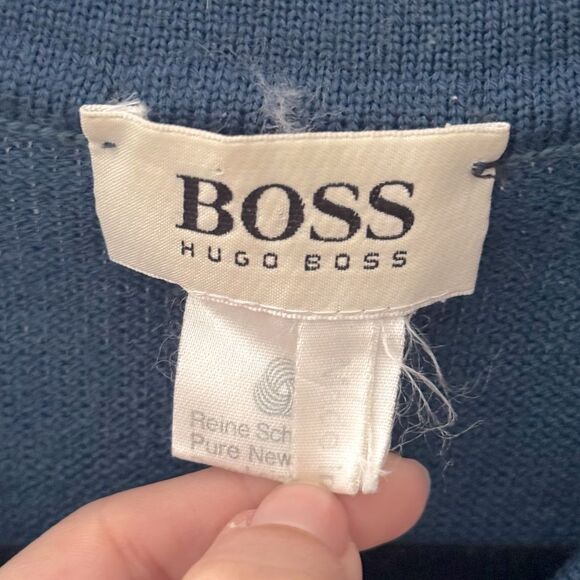 BOSS
HUGO BOSS
Reine Sch
Pure New